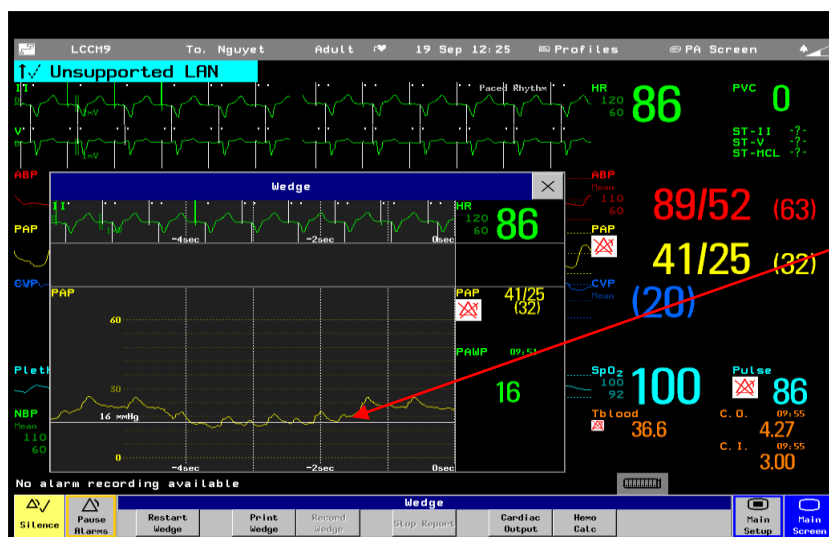 LCCM9 To, Nguyet Adult 19 Sep 12:25 Profiles PA Screen
Unsupported LAN
II Paced Rhythm HR 120 60 86 PVC 0
1mV
V
1mV
ST-II -?-
ST-V -?-
ST-MCL -?-
ABP Wedge × ABP Mean 110 60 89/52 (63)
II HR 120 60 86
-4sec -2sec 0sec
PAP PAP 41/25 (32)
CVP CVP Mean (20)
PAP PAP 41/25 (32)
60
PAWP 09:51
16
30
16 mmHg
0
-4sec -2sec 0sec
Pleth SpO₂ 100 92 100 Pulse 86
NBP Mean 110 60
Tblood 36.6 C.O. 09:55 4.27
C.I. 09:55 3.00
No alarm recording available
Wedge
Silence Pause Alarms Restart Wedge Print Wedge Record Wedge Stop Report Cardiac Output Hemo Calc Main Setup Main Screen